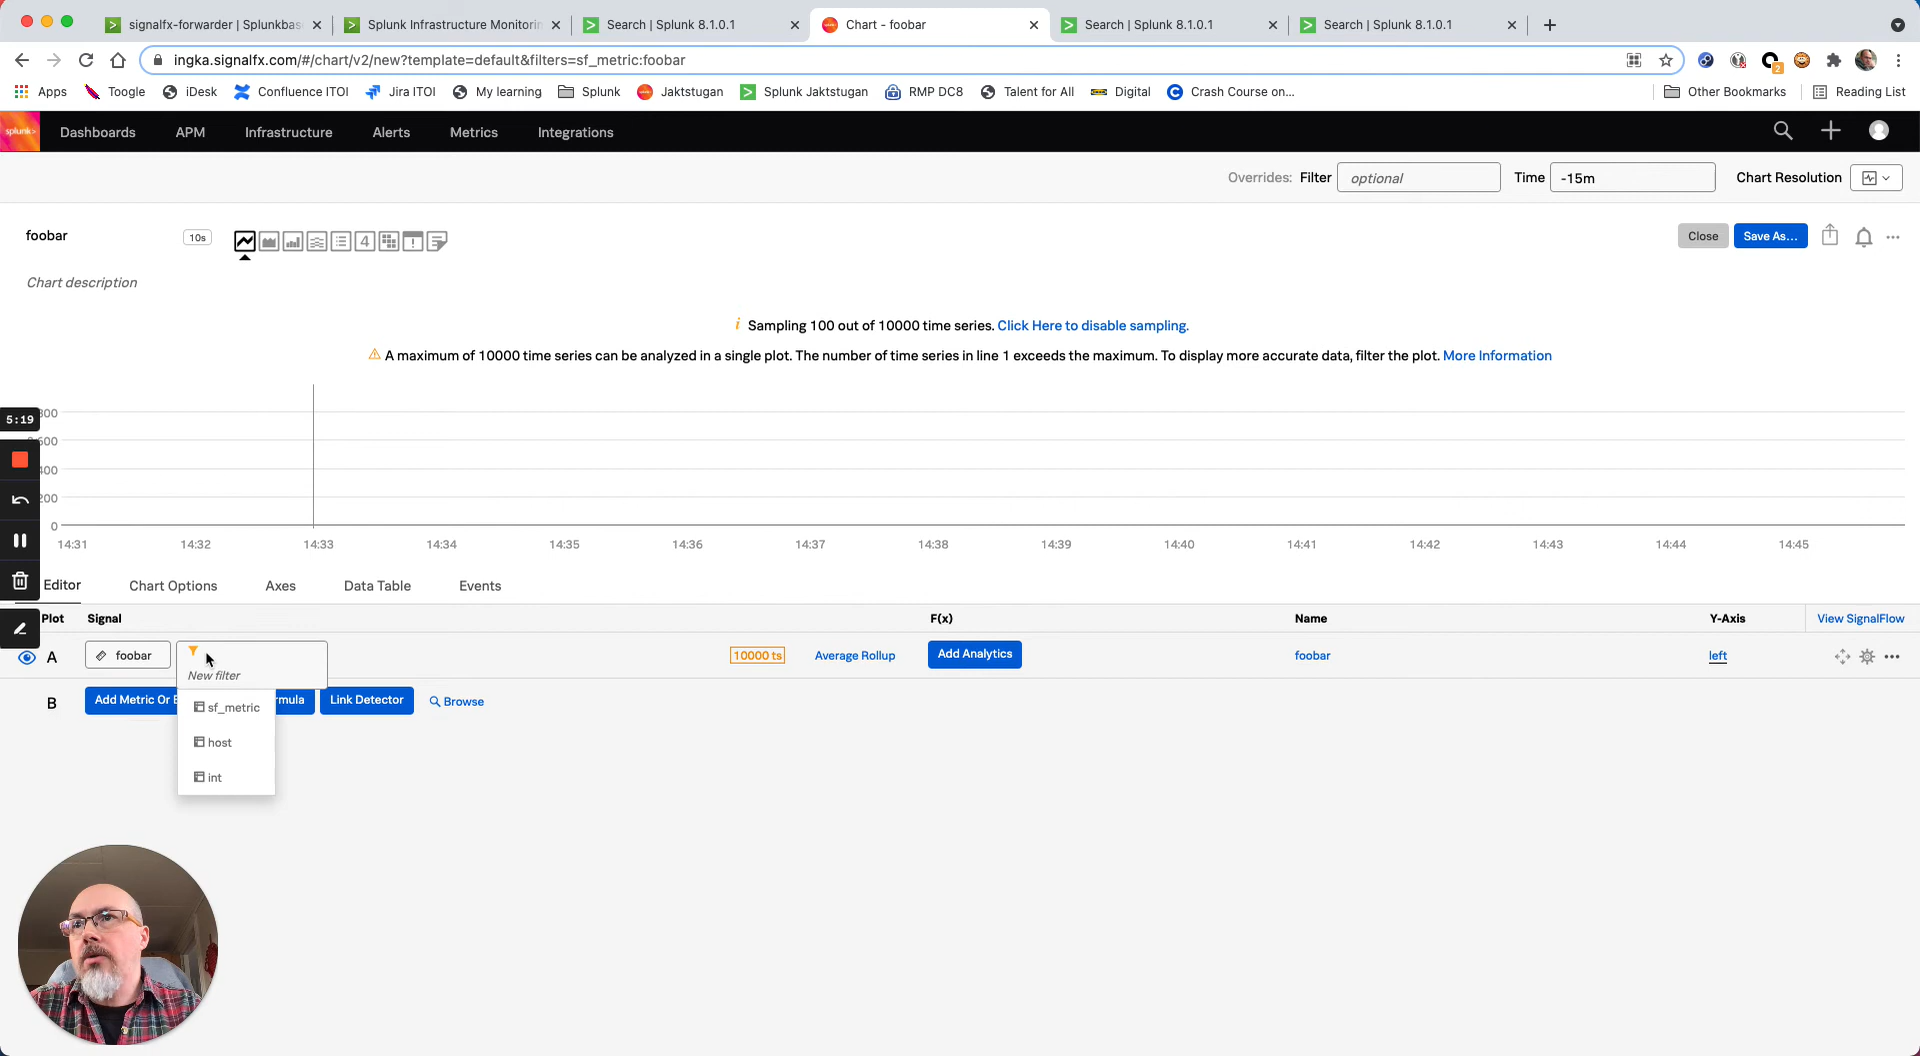 signalfx-forwarder | Splunkbas
Splunk Infrastructure Monitorin
Search | Splunk 8.1.0.1
Chart - foobar
Search | Splunk 8.1.0.1
Search | Splunk 8.1.0.1
ingka.signalfx.com/#/chart/v2/new?template=default&filters=sf_metric:foobar
2
Apps
Toogle
iDesk
Confluence ITOI
Jira ITOI
My learning
Splunk
Jaktstugan
Splunk Jaktstugan
RMP DC8
Talent for All
Digital
Crash Course on...
Other Bookmarks
Reading List
splunk>
Dashboards
APM
Infrastructure
Alerts
Metrics
Integrations
Overrides: Filter
optional
Time
-15m
Chart Resolution
foobar
10s
4
Close
Save As...
Chart description
Sampling 100 out of 10000 time series. Click Here to disable sampling.
A maximum of 10000 time series can be analyzed in a single plot. The number of time series in line 1 exceeds the maximum. To display more accurate data, filter the plot. More Information
5:19
0
14:31
14:32
14:33
14:34
14:35
14:36
14:37
14:38
14:39
14:40
14:41
14:42
14:43
14:44
14:45
Editor
Chart Options
Axes
Data Table
Events
Plot
Signal
F(x)
Name
Y-Axis
View SignalFlow
A
foobar
New filter
10000 ts
Average Rollup
Add Analytics
foobar
left
B
Add Metric Or E
rmula
Link Detector
Browse
sf_metric
host
int